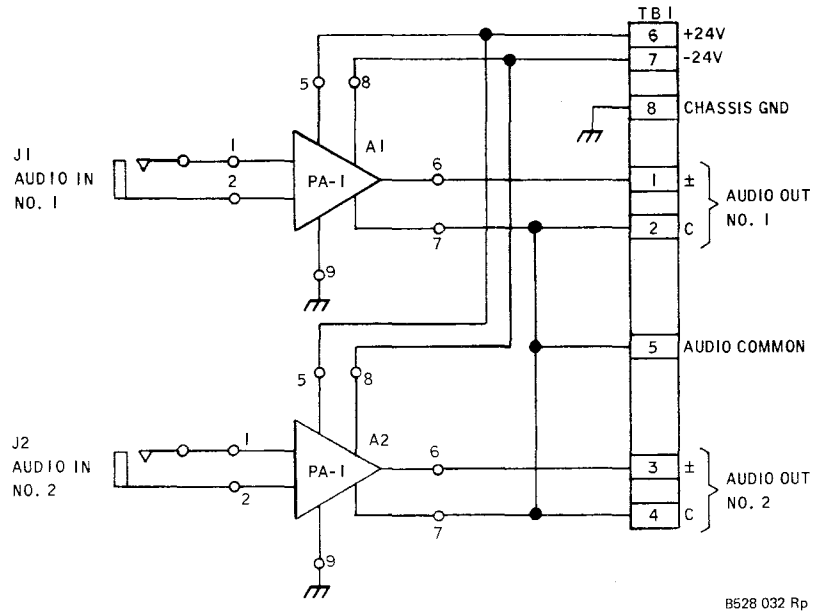 TB1
6 +24V
7 -24V
5
8
8 CHASSIS GND
J1
AUDIO IN
NO. 1
1
2
A1
PA-1
6
7
9
1 ±
2 C
AUDIO OUT
NO. 1
5
8
5 AUDIO COMMON
J2
AUDIO IN
NO. 2
1
2
A2
PA-1
6
7
9
3 ±
4 C
AUDIO OUT
NO. 2
B528 032 Rp